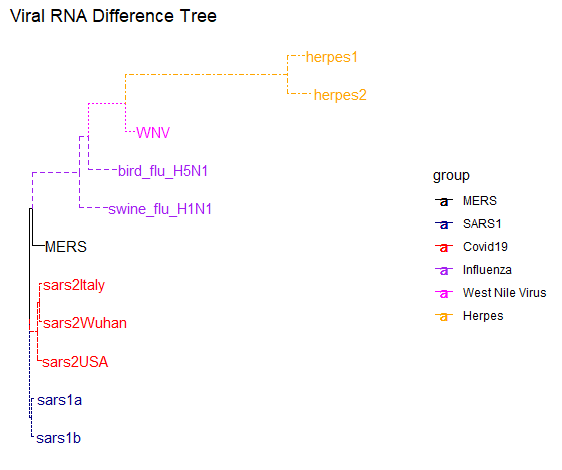 Viral RNA Difference Tree
herpes1
herpes2
WNV
bird_flu_H5N1
swine_flu_H1N1
MERS
sars2Italy
sars2Wuhan
sars2USA
sars1a
sars1b
group
a MERS
a SARS1
a Covid19
a Influenza
a West Nile Virus
a Herpes